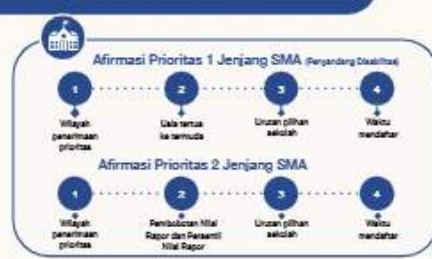 Afirmasi Prioritas 1 Jenjang SMA (Penyandang Disabilitas)
1
2
3
4
Wilayah
penerimaan
prioritas
Usia tertua
ke termuda
Urutan pilihan
sekolah
Waktu
mendaftar
Afirmasi Prioritas 2 Jenjang SMA
1
2
3
4
Wilayah
penerimaan
prioritas
Pembobotan Nilai
Rapor dan Persentil
Nilai Rapor
Urutan pilihan
sekolah
Waktu
mendaftar